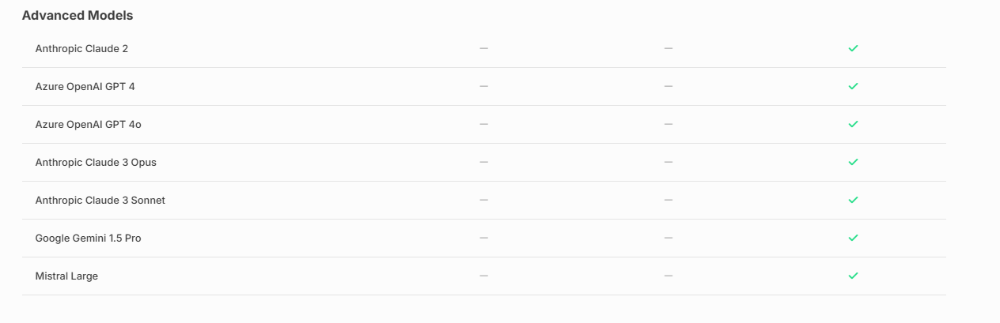 Advanced Models
Anthropic Claude 2 — — ✓
Azure OpenAI GPT 4 — — ✓
Azure OpenAI GPT 4o — — ✓
Anthropic Claude 3 Opus — — ✓
Anthropic Claude 3 Sonnet — — ✓
Google Gemini 1.5 Pro — — ✓
Mistral Large — — ✓